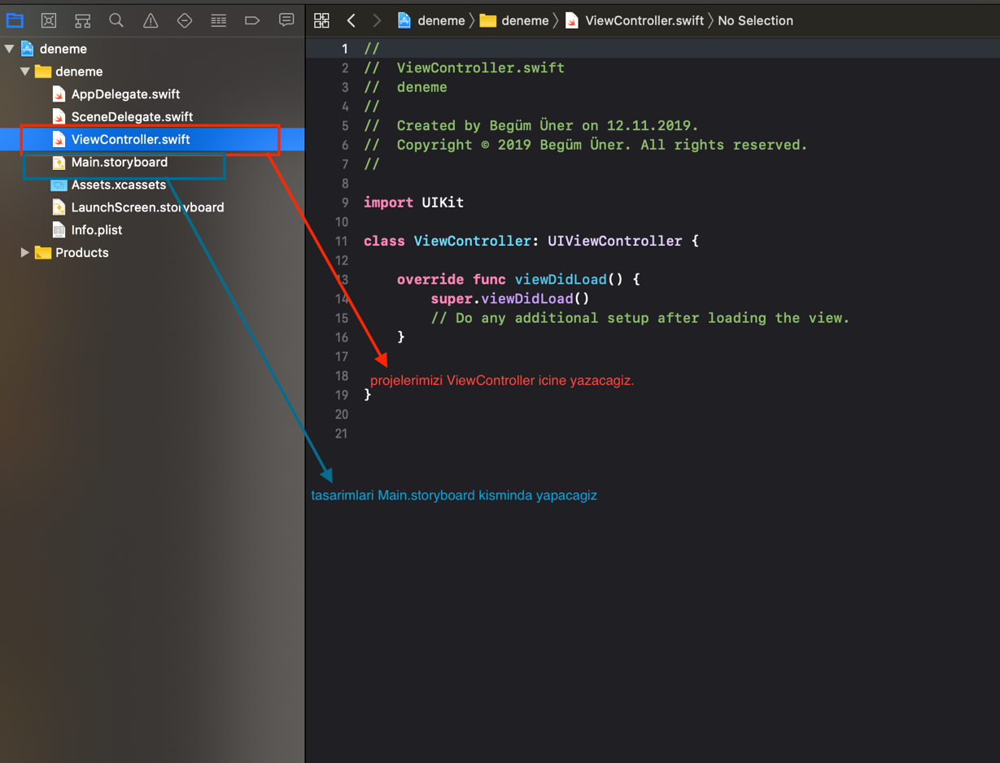 deneme
deneme
AppDelegate.swift
SceneDelegate.swift
ViewController.swift
Main.storyboard
Assets.xcassets
LaunchScreen.storyboard
Info.plist
Products
deneme 〉 deneme 〉 ViewController.swift 〉 No Selection
1 //
2 //  ViewController.swift
3 //  deneme
4 //
5 //  Created by Begüm Üner on 12.11.2019.
6 //  Copyright © 2019 Begüm Üner. All rights reserved.
7 //
8
9 import UIKit
10
11 class ViewController: UIViewController {
12
13     override func viewDidLoad() {
14         super.viewDidLoad()
15         // Do any additional setup after loading the view.
16     }
17
18
projelerimizi ViewController icine yazacagiz.
19 }
20
21
tasarimlari Main.storyboard kisminda yapacagiz